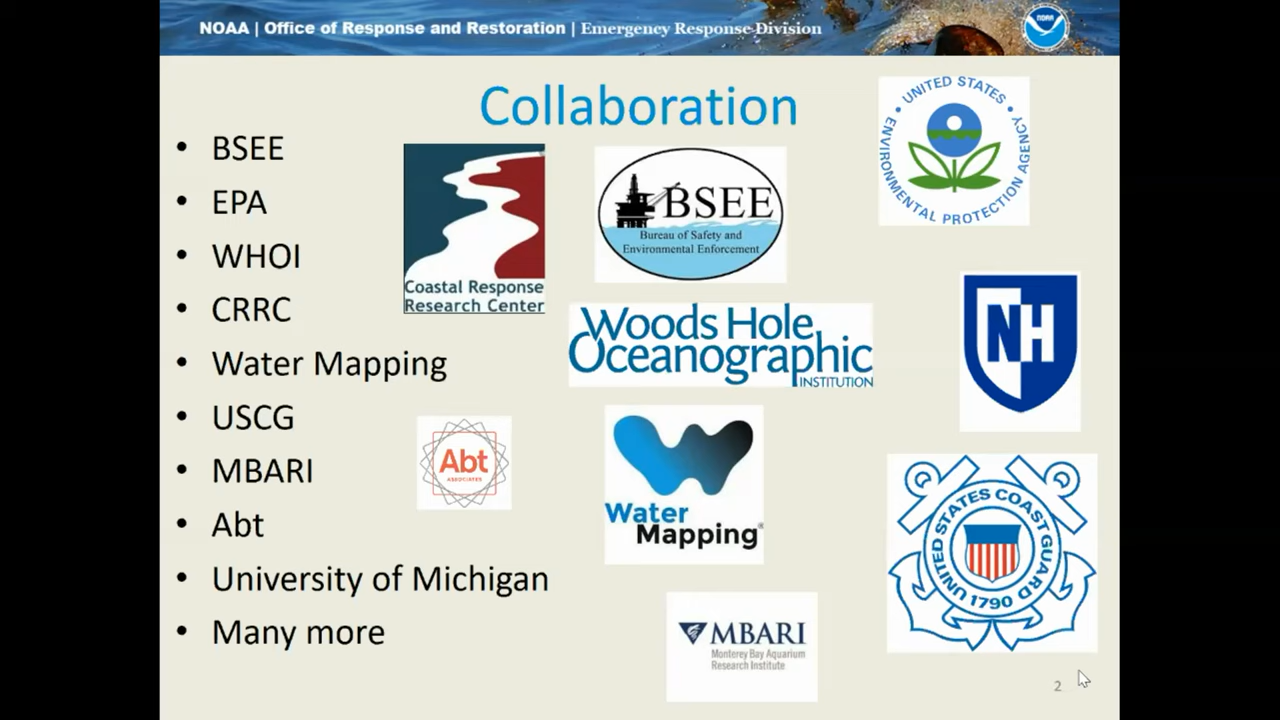 NOAA | Office of Response and Restoration | Emergency Response Division
NOAA
Collaboration
• BSEE
• EPA
• WHOI
• CRRC
• Water Mapping
• USCG
• MBARI
• Abt
• University of Michigan
• Many more
Coastal Response
Research Center
BSEE
Bureau of Safety and
Environmental Enforcement
UNITED STATES
ENVIRONMENTAL PROTECTION AGENCY
Woods Hole
Oceanographic
INSTITUTION
NH
Abt
ASSOCIATES
Water
Mapping®
UNITED STATES COAST GUARD
1790
MBARI
Monterey Bay Aquarium
Research Institute
2